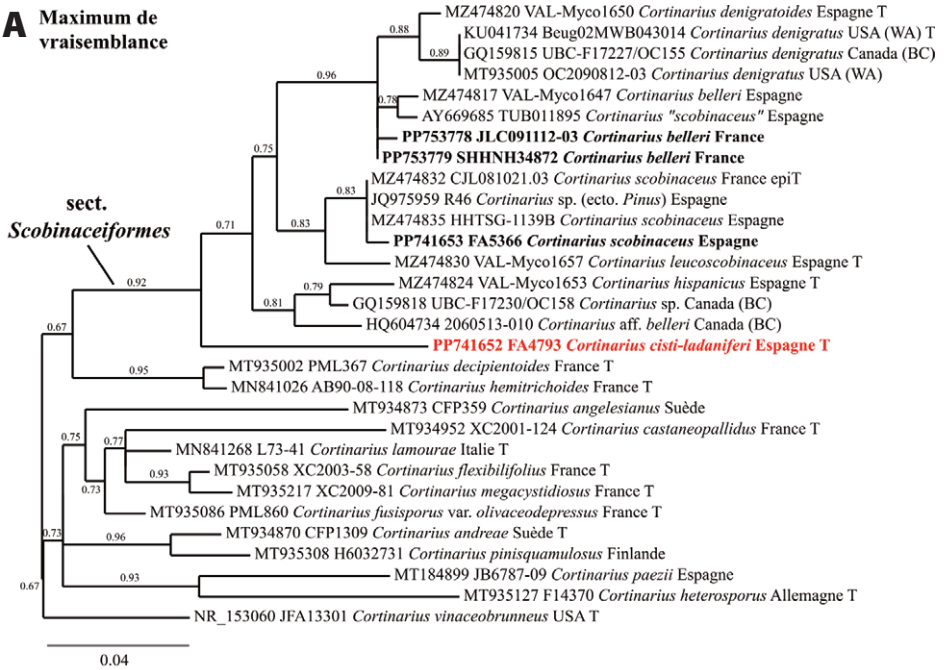 A Maximum de
vraisemblance
MZ474820 VAL-Myco1650 Cortinarius denigratoides Espagne T
0.88
KU041734 Beug02MWB043014 Cortinarius denigratus USA (WA) T
0.89
GQ159815 UBC-F17227/OC155 Cortinarius denigratus Canada (BC)
MT935005 OC2090812-03 Cortinarius denigratus USA (WA)
0.96
MZ474817 VAL-Myco1647 Cortinarius belleri Espagne
0.78
AY669685 TUB011895 Cortinarius "scobinaceus" Espagne
PP753778 JLC091112-03 Cortinarius belleri France
0.75
PP753779 SHHNH34872 Cortinarius belleri France
MZ474832 CJL081021.03 Cortinarius scobinaceus France epiT
0.83
JQ975959 R46 Cortinarius sp. (ecto. Pinus) Espagne
sect.
Scobinaceiformes
0.71
0.83
MZ474835 HHTSG-1139B Cortinarius scobinaceus Espagne
PP741653 FA5366 Cortinarius scobinaceus Espagne
MZ474830 VAL-Myco1657 Cortinarius leucoscobinaceus Espagne T
0.92
0.79
MZ474824 VAL-Myco1653 Cortinarius hispanicus Espagne T
0.81
GQ159818 UBC-F17230/OC158 Cortinarius sp. Canada (BC)
HQ604734 2060513-010 Cortinarius aff. belleri Canada (BC)
0.67
PP741652 FA4793 Cortinarius cisti-ladaniferi Espagne T
MT935002 PML367 Cortinarius decipientoides France T
0.95
MN841026 AB90-08-118 Cortinarius hemitrichoides France T
MT934873 CFP359 Cortinarius angelesianus Suède
0.75
MT934952 XC2001-124 Cortinarius castaneopallidus France T
0.77
MN841268 L73-41 Cortinarius lamourae Italie T
MT935058 XC2003-58 Cortinarius flexibilifolius France T
0.93
0.73
MT935217 XC2009-81 Cortinarius megacystidiosus France T
MT935086 PML860 Cortinarius fusisporus var. olivaceodepressus France T
0.73
MT934870 CFP1309 Cortinarius andreae Suède T
0.96
MT935308 H6032731 Cortinarius pinisquamulosus Finlande
MT184899 JB6787-09 Cortinarius paezii Espagne
0.67
0.93
MT935127 F14370 Cortinarius heterosporus Allemagne T
NR_153060 JFA13301 Cortinarius vinaceobrunneus USA T
0.04